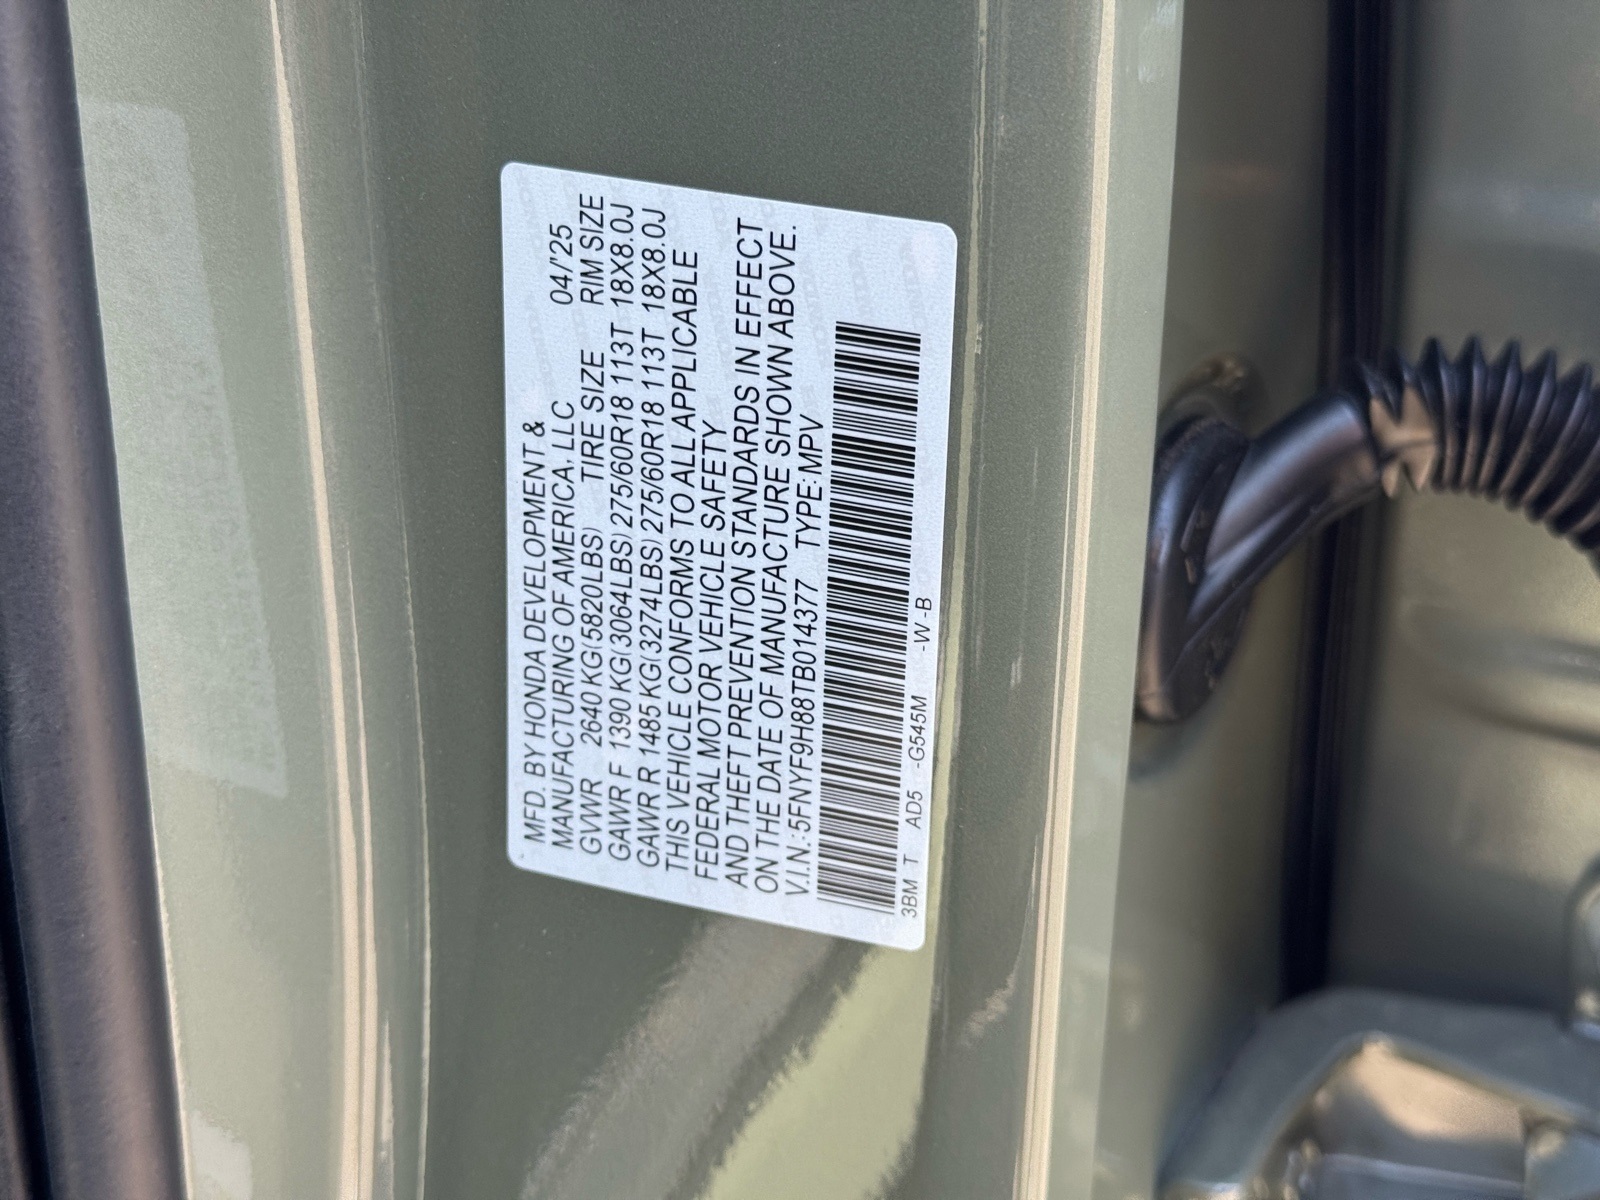 MFD. BY HONDA DEVELOPMENT &
MANUFACTURING OF AMERICA, LLC 04/'25
GVWR 2640 KG(5820LBS) TIRE SIZE RIM SIZE
GAWR F 1390 KG(3064LBS) 275/60R18 113T 18X8.0J
GAWR R 1485 KG(3274LBS) 275/60R18 113T 18X8.0J
THIS VEHICLE CONFORMS TO ALL APPLICABLE
FEDERAL MOTOR VEHICLE SAFETY
AND THEFT PREVENTION STANDARDS IN EFFECT
ON THE DATE OF MANUFACTURE SHOWN ABOVE.
V.I.N.:5FNYF9H88TB014377 TYPE:MPV
3BM T AD5 -G545M -W-B